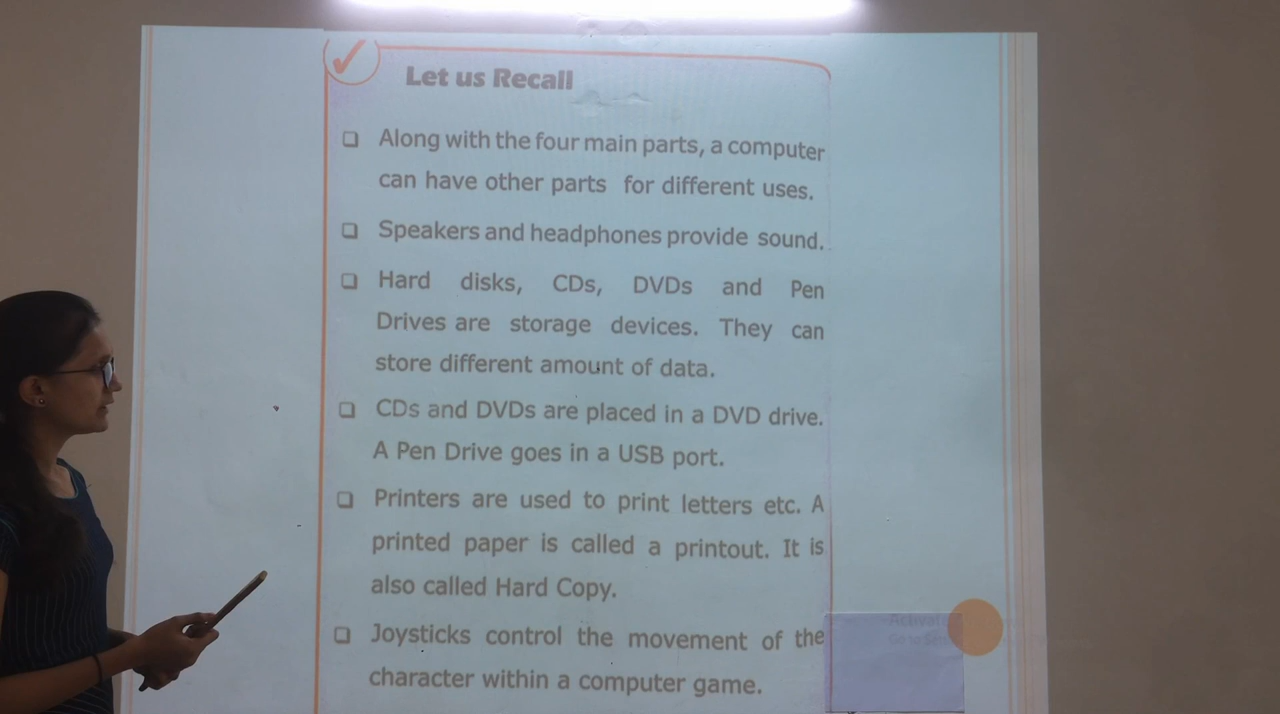 Let us Recall
Along with the four main parts, a computer
can have other parts for different uses.
Speakers and headphones provide sound.
Hard disks, CDs, DVDs and Pen
Drives are storage devices. They can
store different amount of data.
CDs and DVDs are placed in a DVD drive.
A Pen Drive goes in a USB port.
Printers are used to print letters etc. A
printed paper is called a printout. It is
also called Hard Copy.
Joysticks control the movement of the
character within a computer game.
Activate
Go to